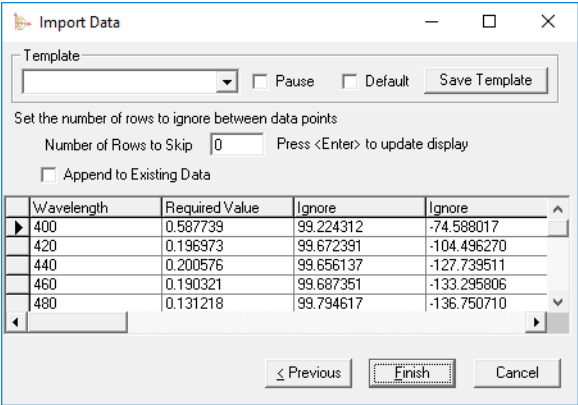 Import Data
Template
Pause Default Save Template
Set the number of rows to ignore between data points
Number of Rows to Skip 0 Press <Enter> to update display
Append to Existing Data
Wavelength Required Value Ignore Ignore
400 0.587739 99.224312 -74.588017
420 0.196973 99.672391 -104.496270
440 0.200576 99.656137 -127.739511
460 0.190321 99.687351 -133.295806
480 0.131218 99.794617 -136.750710
< Previous Finish Cancel